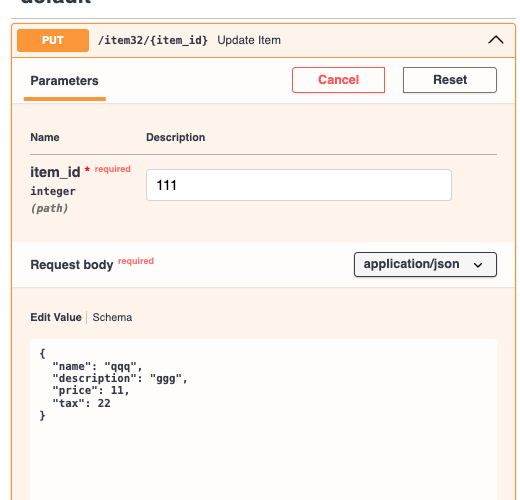 default
PUT /item32/{item_id} Update Item
Parameters
Cancel
Reset
Name Description
item_id * required
integer
(path)
111
Request body required
application/json
Edit Value | Schema
{
"name": "qqq",
"description": "ggg",
"price": 11,
"tax": 22
}